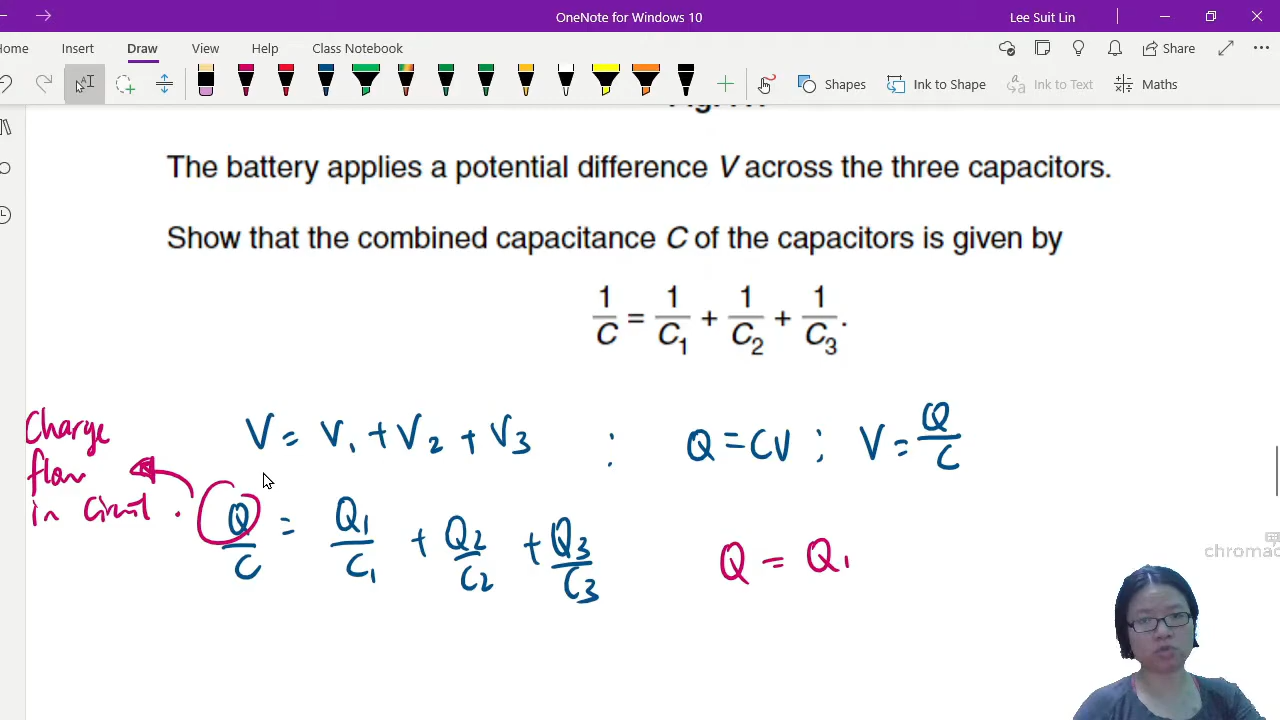 OneNote for Windows 10
Lee Suit Lin
Home Insert Draw View Help Class Notebook
Share
Shapes Ink to Shape Ink to Text Maths
The battery applies a potential difference V across the three capacitors.
Show that the combined capacitance C of the capacitors is given by
1/C = 1/C₁ + 1/C₂ + 1/C₃.
V = V₁ + V₂ + V₃ : Q = CV ; V = Q/C
Charge
flow
in Circuit.
Q/C = Q₁/C₁ + Q₂/C₂ + Q₃/C₃
Q = Q₁
chromac